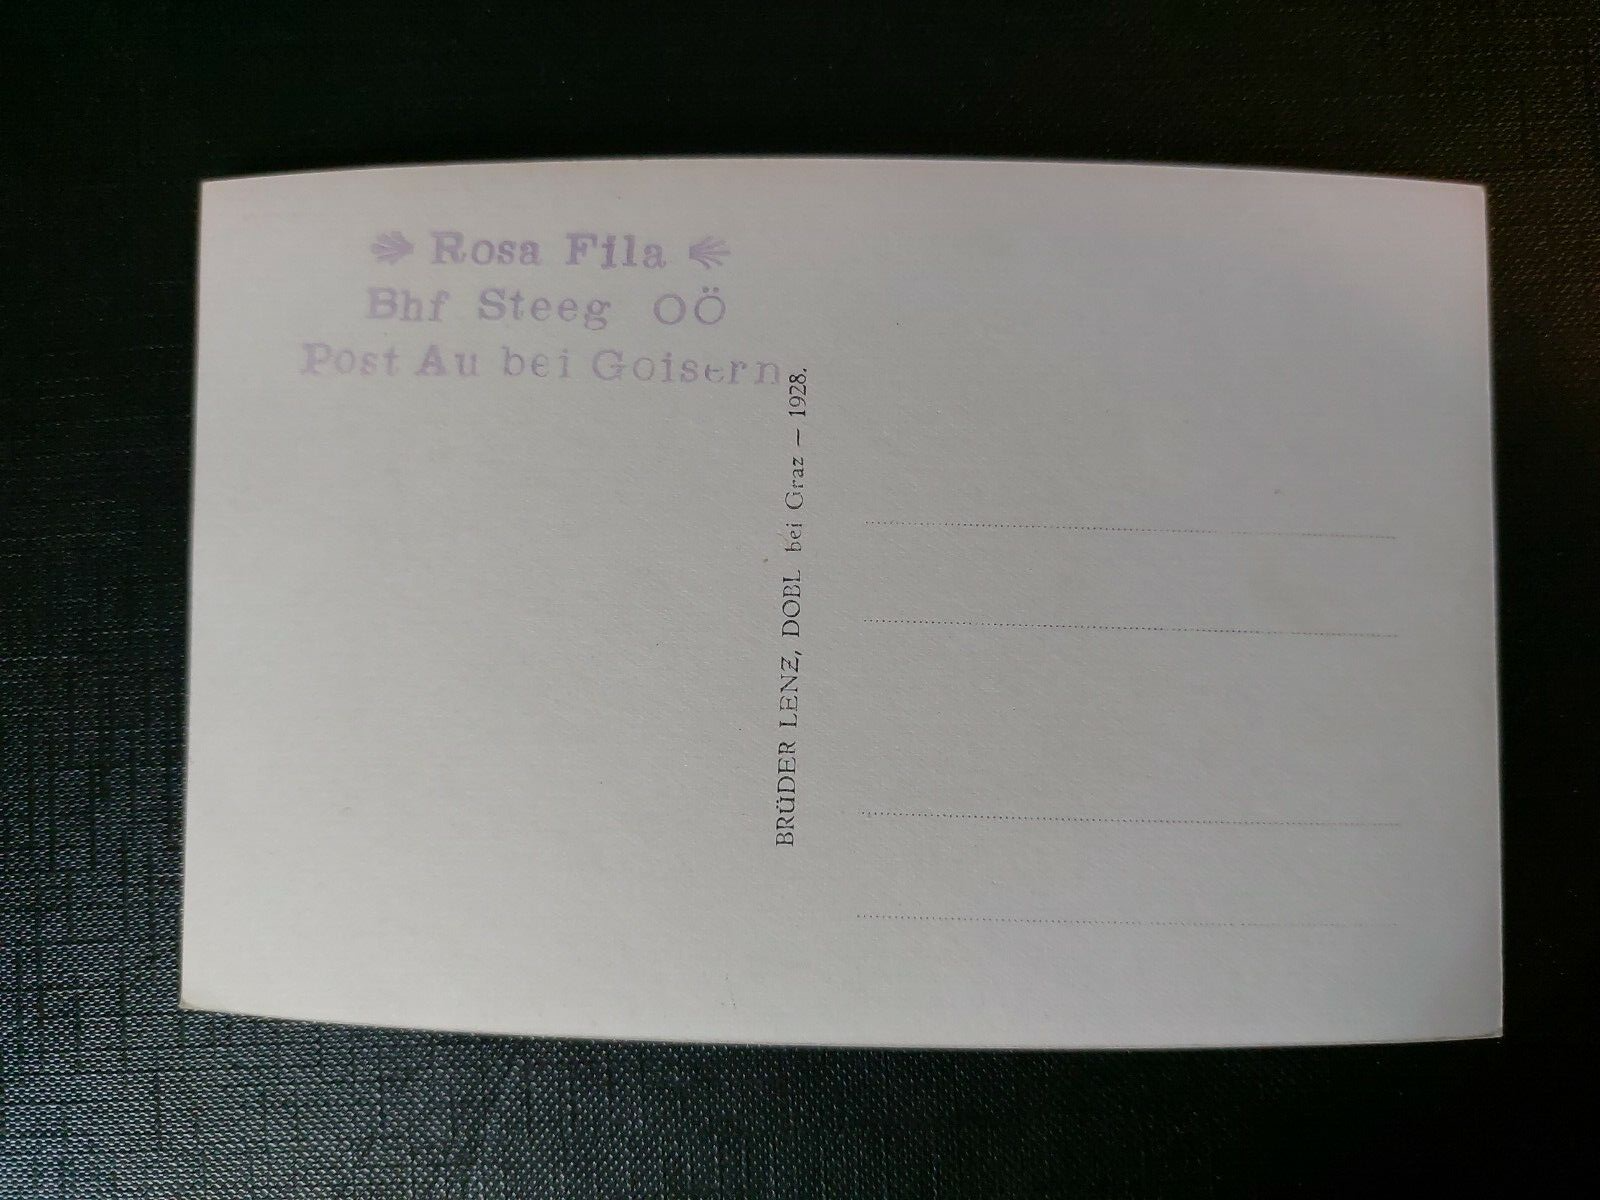 Rosa Fila
Bhf Steeg OÖ
Post Au bei Goisern
BRÜDER LENZ, DOBL bei Graz – 1928.